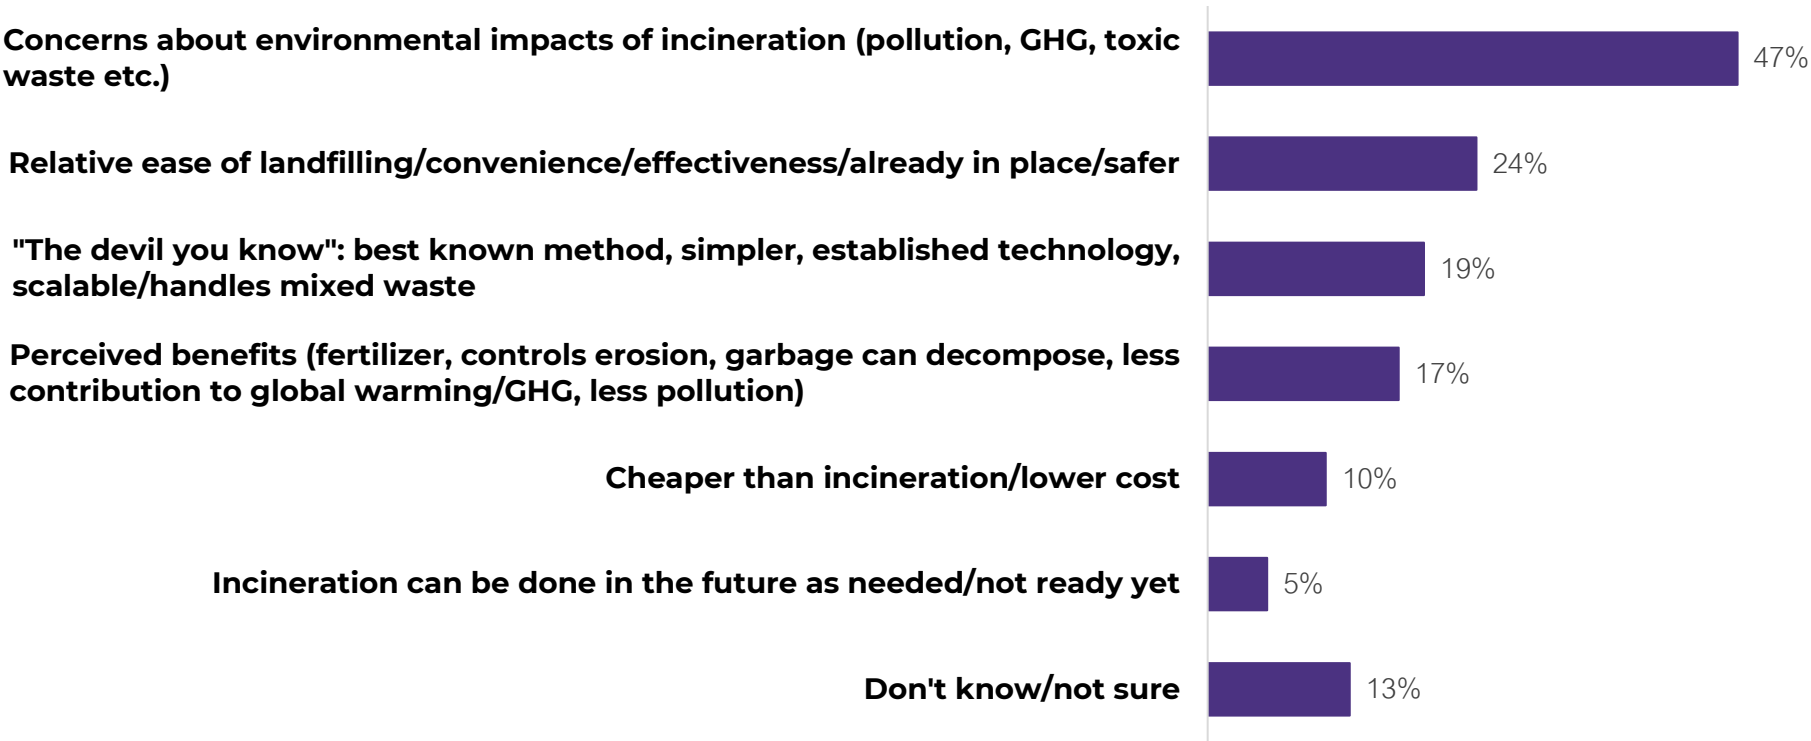 Concerns about environmental impacts of incineration (pollution, GHG, toxic
waste etc.)
47%
Relative ease of landfilling/convenience/effectiveness/already in place/safer
24%
"The devil you know": best known method, simpler, established technology,
scalable/handles mixed waste
19%
Perceived benefits (fertilizer, controls erosion, garbage can decompose, less
contribution to global warming/GHG, less pollution)
17%
Cheaper than incineration/lower cost
10%
Incineration can be done in the future as needed/not ready yet
5%
Don't know/not sure
13%